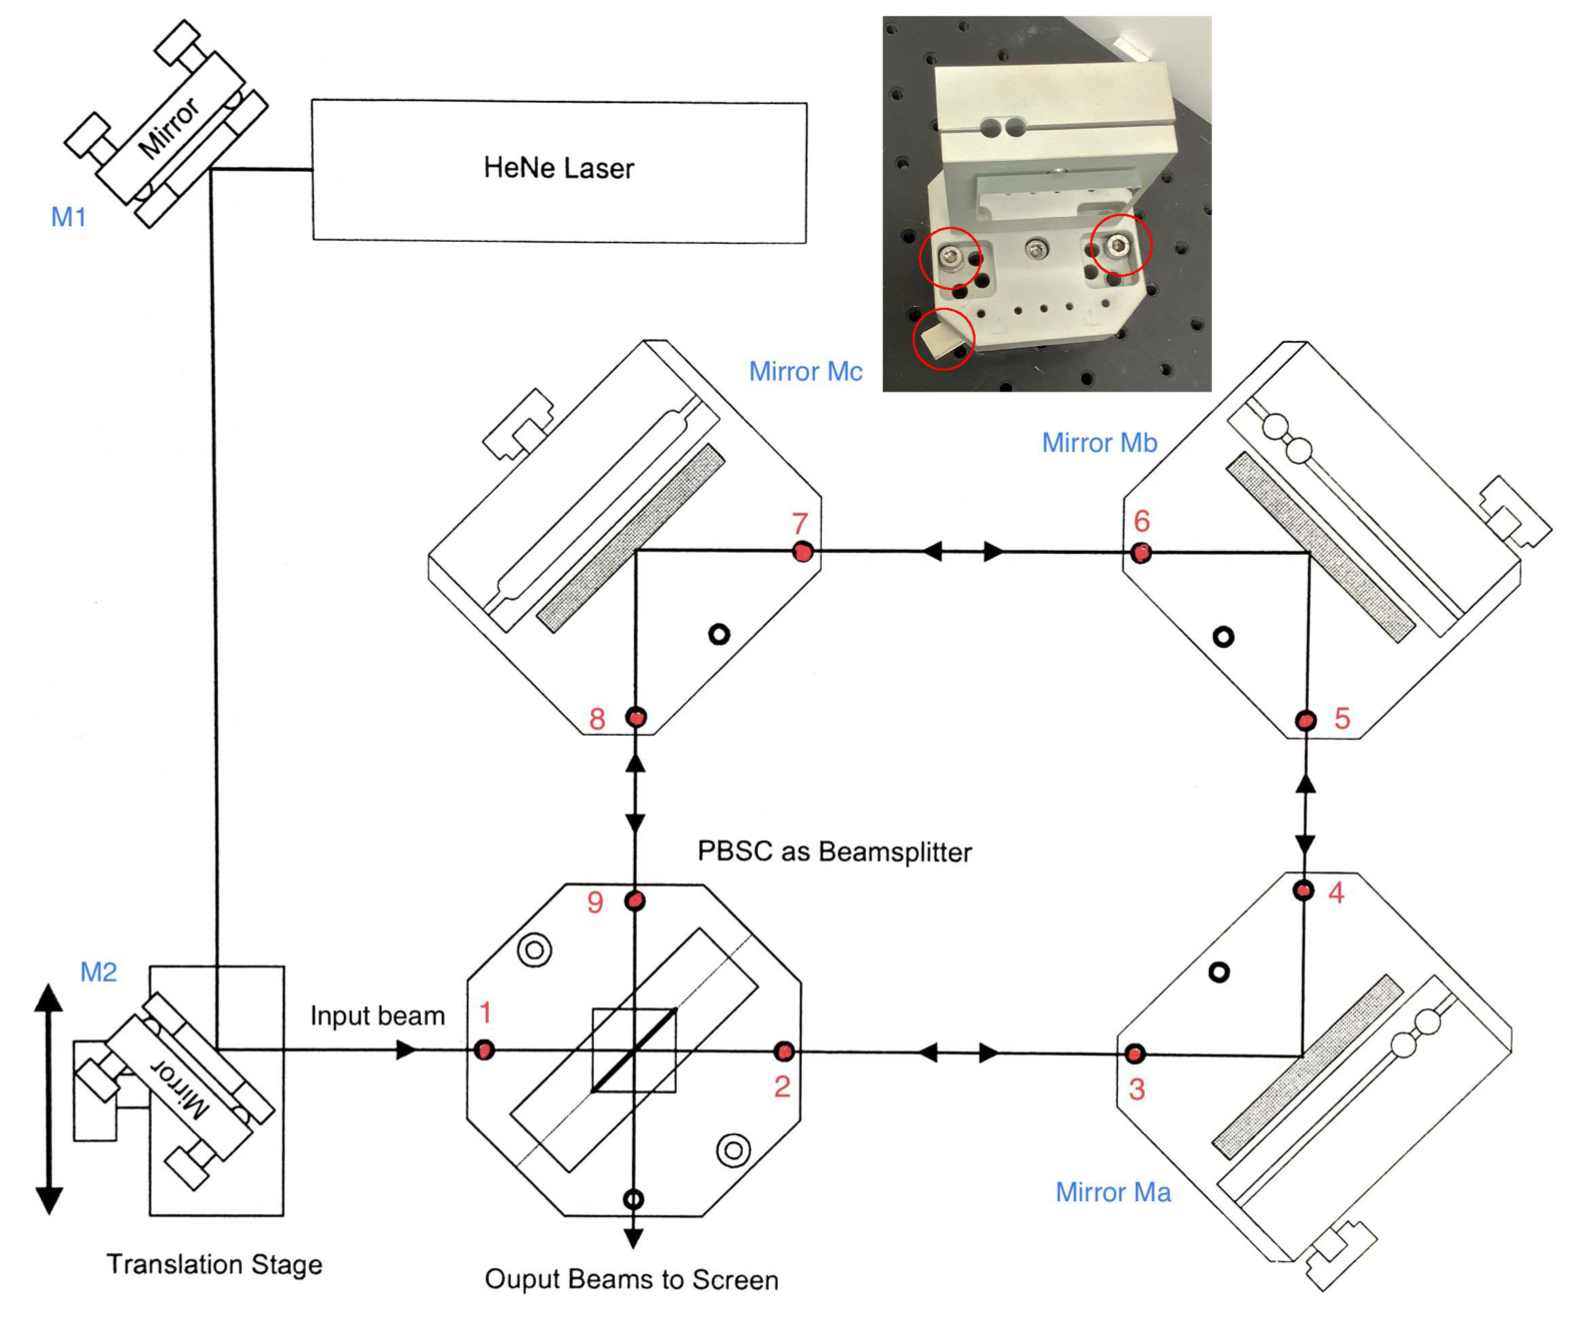 Mirror
HeNe Laser
M1
Mirror Mc
Mirror Mb
7
6
8
5
PBSC as Beamsplitter
9
4
M2
Input beam
1
2
3
Mirror
Mirror Ma
Translation Stage
Ouput Beams to Screen